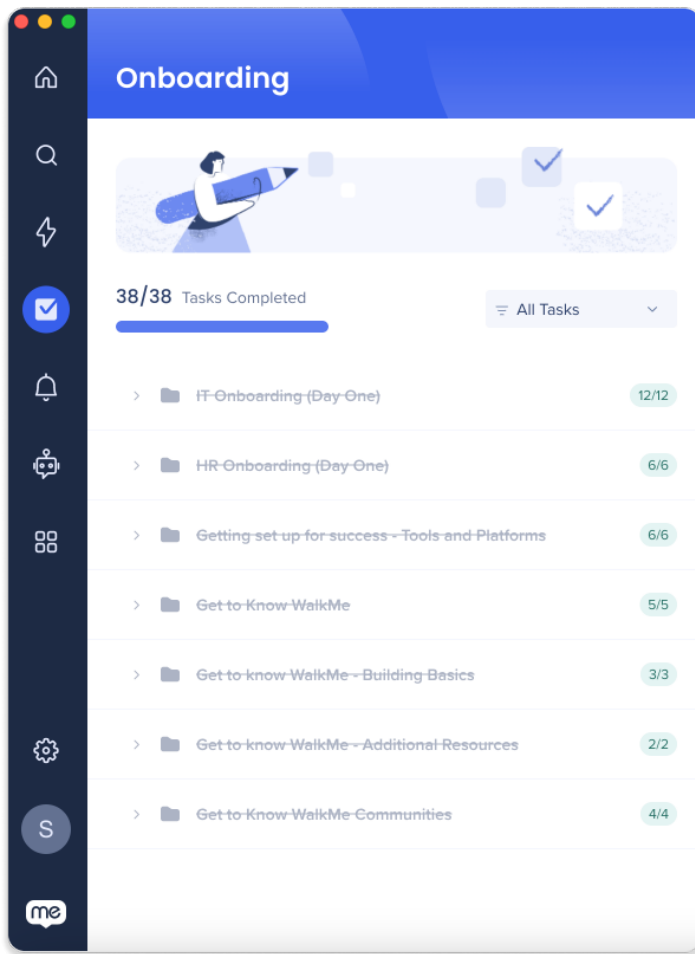 Onboarding
38/38 Tasks Completed
All Tasks
IT Onboarding (Day One) 12/12
HR Onboarding (Day One) 6/6
Getting set up for success - Tools and Platforms 6/6
Get to Know WalkMe 5/5
Get to know WalkMe - Building Basics 3/3
Get to know WalkMe - Additional Resources 2/2
Get to Know WalkMe Communities 4/4
S
me